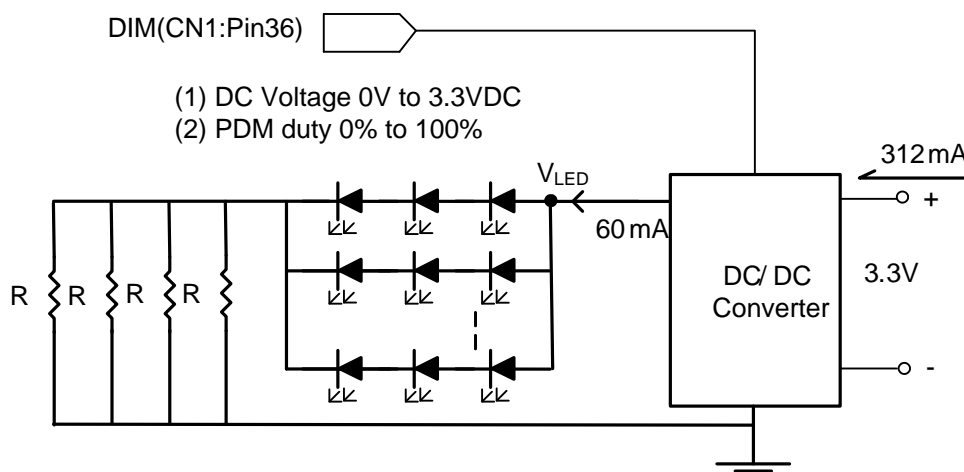 DIM(CN1:Pin36)
(1) DC Voltage 0V to 3.3VDC
(2) PDM duty 0% to 100%
312mA
VLED
60mA
+
R R R R
DC/ DC
Converter
3.3V
-